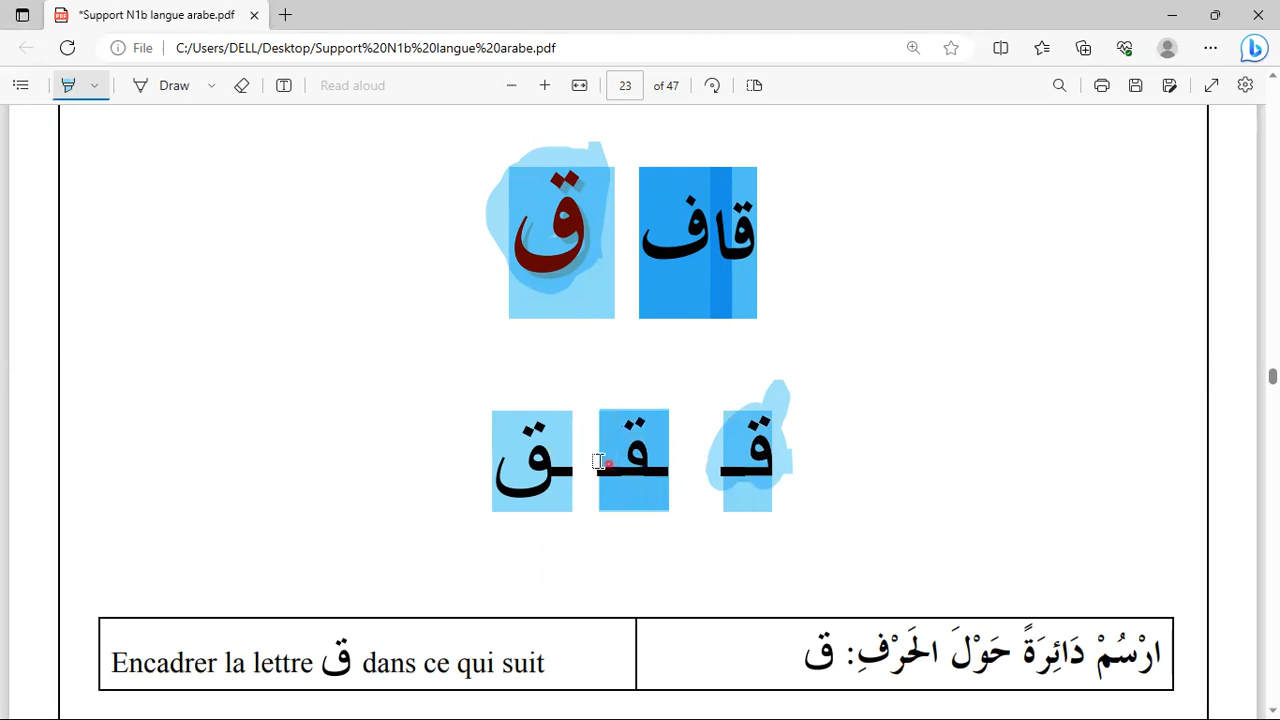 *Support N1b langue arabe.pdf
File C:/Users/DELL/Desktop/Support%20N1b%20langue%20arabe.pdf
Draw Read aloud 23 of 47
قاف ق
قـ ـقـ ـق
ارْسُمْ دَائِرَةً حَوْلَ الحَرْفِ: ق
Encadrer la lettre ق dans ce qui suit